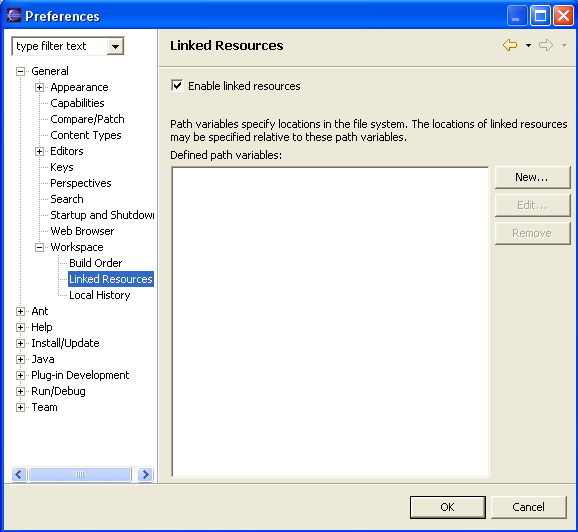 Preferences
type filter text
General
Appearance
Capabilities
Compare/Patch
Content Types
Editors
Keys
Perspectives
Search
Startup and Shutdown
Web Browser
Workspace
Build Order
Linked Resources
Local History
Ant
Help
Install/Update
Java
Plug-in Development
Run/Debug
Team
Linked Resources
Enable linked resources
Path variables specify locations in the file system. The locations of linked resources
may be specified relative to these path variables.
Defined path variables:
New...
Edit...
Remove
OK
Cancel